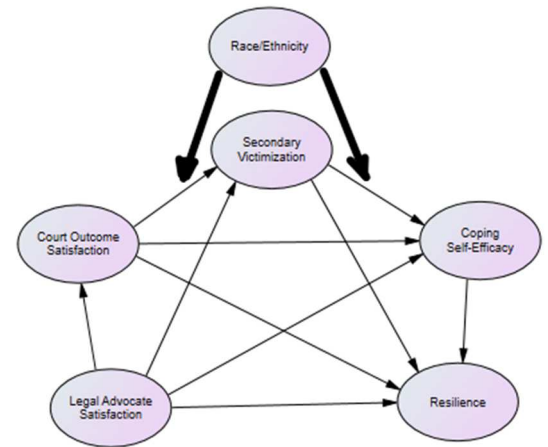 Race/Ethnicity
Secondary
Victimization
Court Outcome
Satisfaction
Coping
Self-Efficacy
Legal Advocate
Satisfaction
Resilience